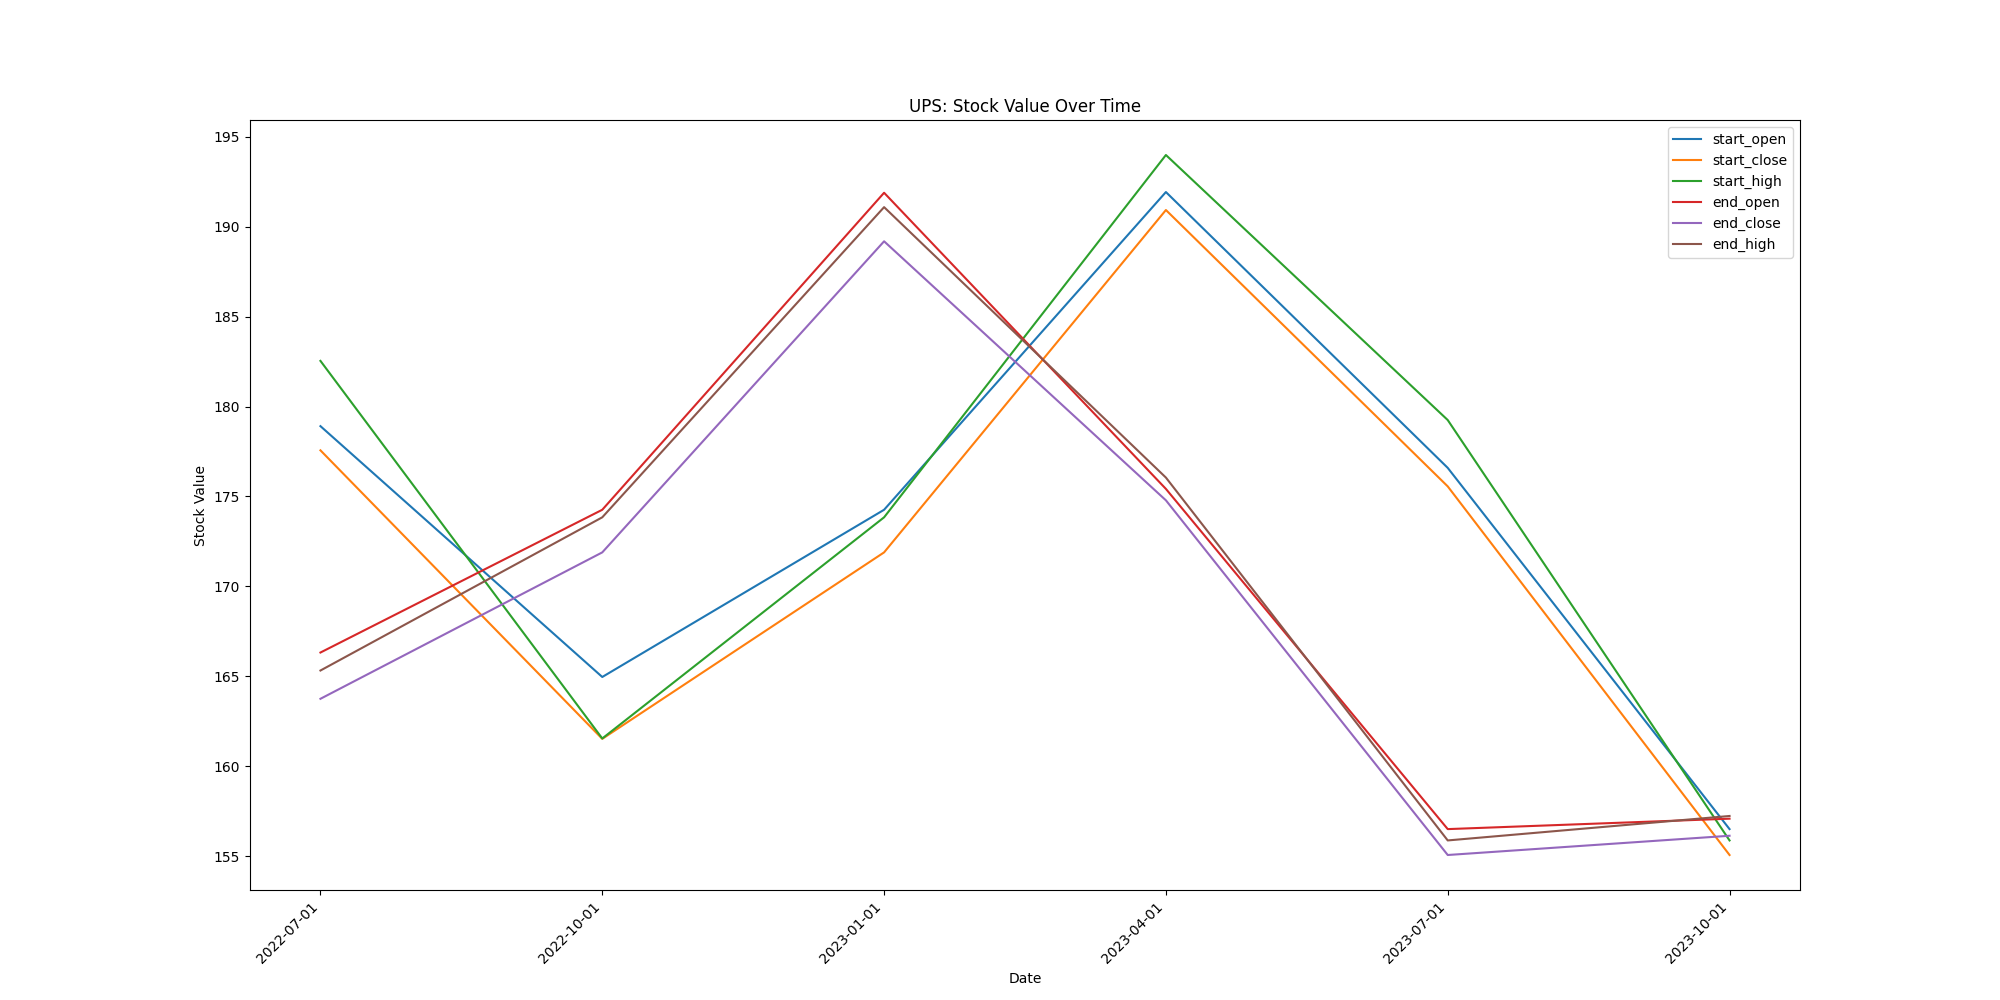 UPS: Stock Value Over Time
195
190
185
180
175
170
165
160
155
Stock Value
start_open
start_close
start_high
end_open
end_close
end_high
2022-07-01
2022-10-01
2023-01-01
2023-04-01
2023-07-01
2023-10-01
Date